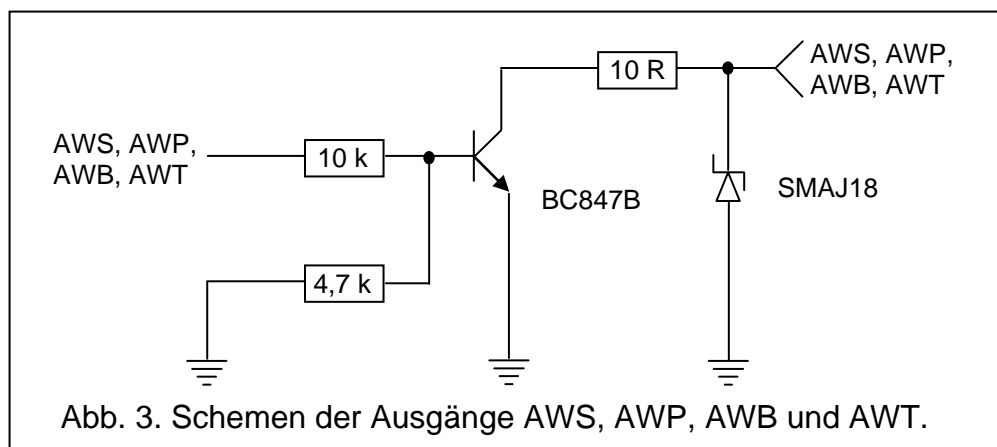 AWS, AWP,
AWB, AWT
10 k
4,7 k
BC847B
10 R
SMAJ18
AWS, AWP,
AWB, AWT
Abb. 3. Schemen der Ausgänge AWS, AWP, AWB und AWT.